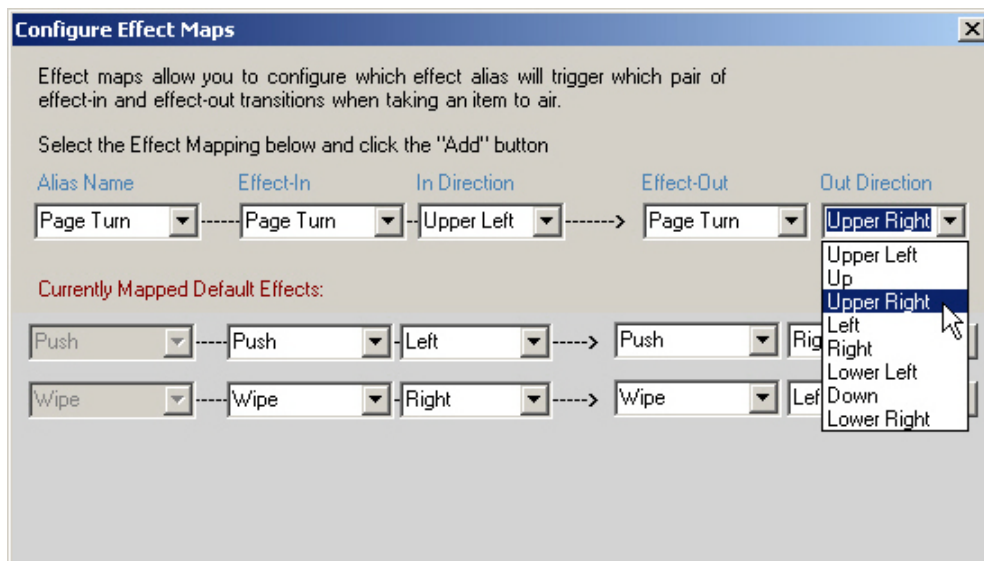 Configure Effect Maps
Effect maps allow you to configure which effect alias will trigger which pair of
effect-in and effect-out transitions when taking an item to air.
Select the Effect Mapping below and click the "Add" button
Alias Name Effect-In In Direction Effect-Out Out Direction
Page Turn Page Turn Upper Left Page Turn Upper Right
Upper Left
Up
Upper Right
Left
Right
Lower Left
Down
Lower Right
Currently Mapped Default Effects:
Push Push Left Push Rig
Wipe Wipe Right Wipe Lef